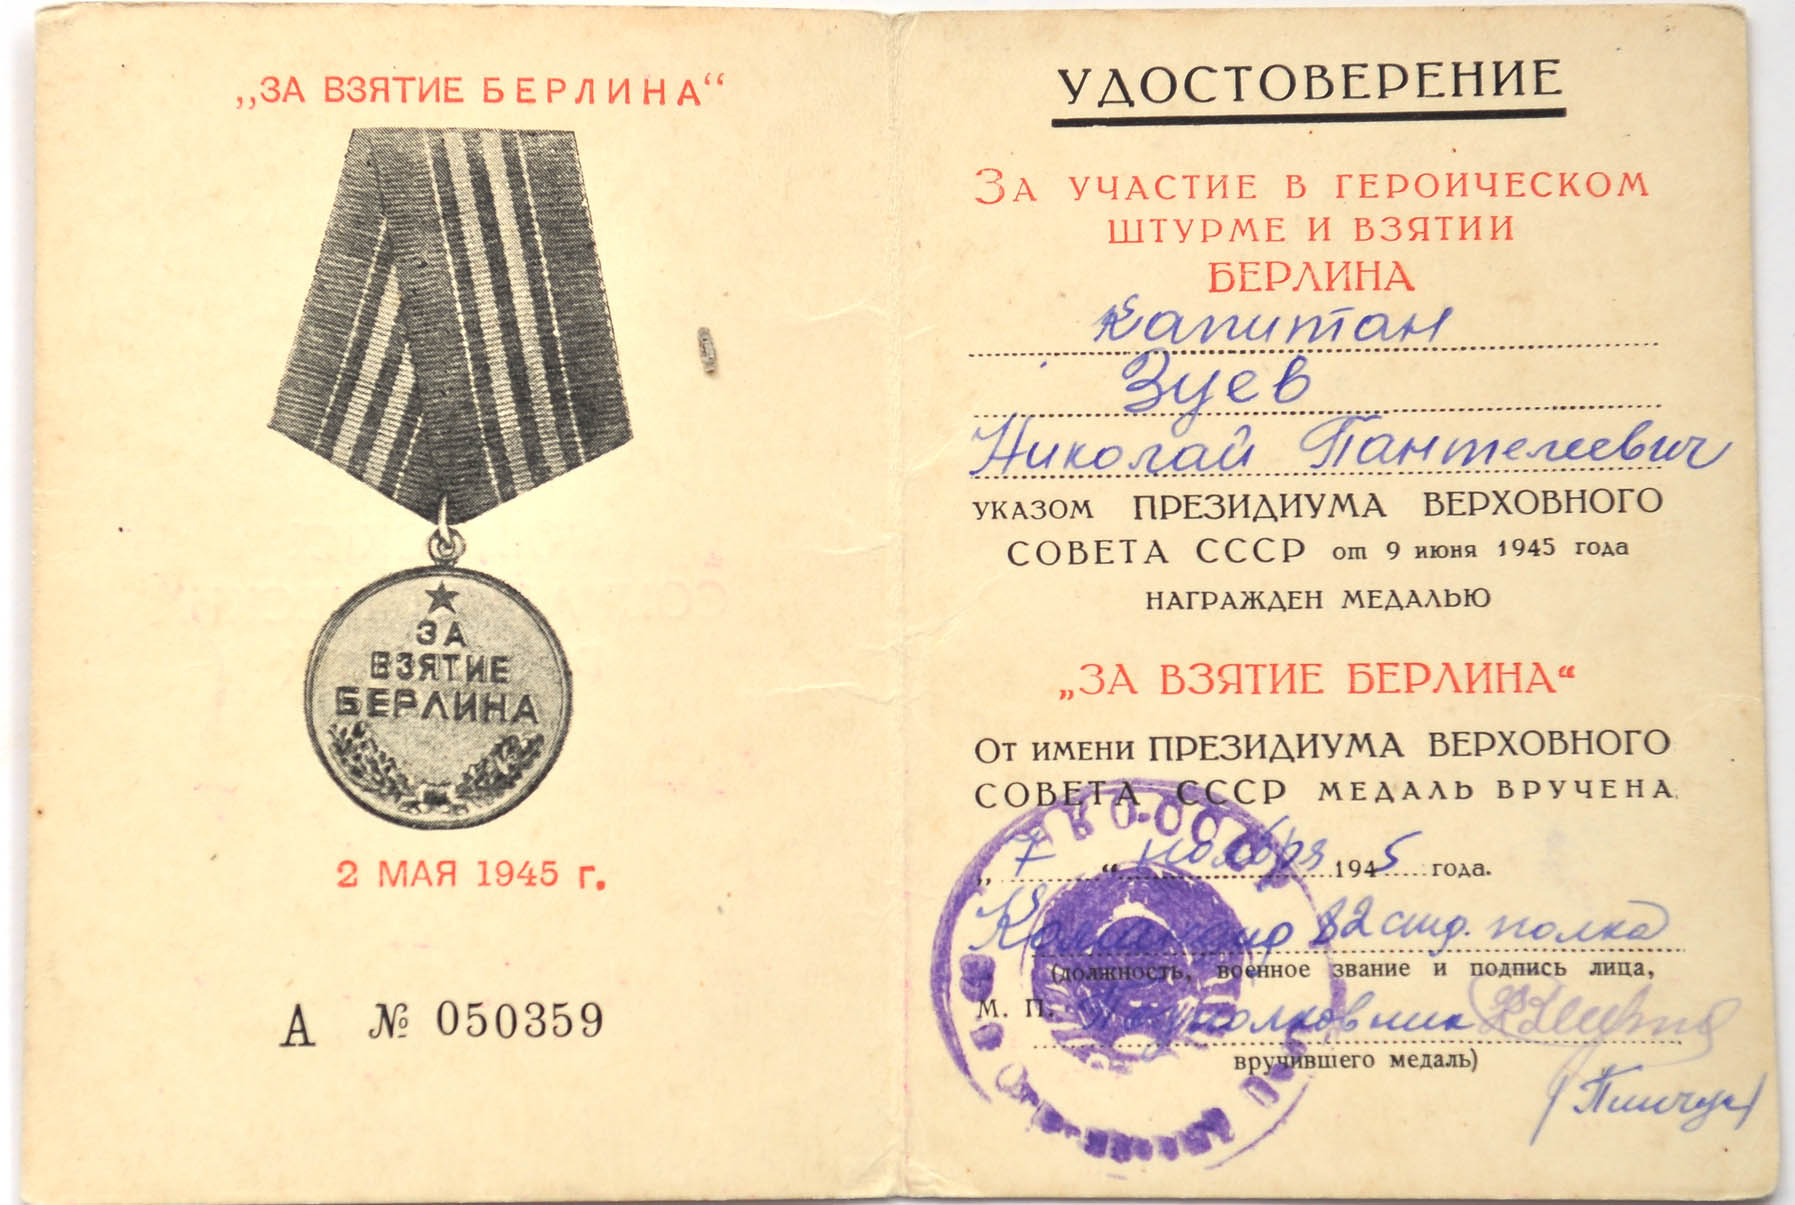 „ЗА ВЗЯТИЕ БЕРЛИНА“
ЗА
ВЗЯТИЕ
БЕРЛИНА
2 МАЯ 1945 г.
А № 050359
УДОСТОВЕРЕНИЕ
ЗА УЧАСТИЕ В ГЕРОИЧЕСКОМ
ШТУРМЕ И ВЗЯТИИ
БЕРЛИНА
Капитан
Зуев
Николай Пантелеевич
УКАЗОМ ПРЕЗИДИУМА ВЕРХОВНОГО
СОВЕТА СССР от 9 июня 1945 года
НАГРАЖДЕН МЕДАЛЬЮ
„ЗА ВЗЯТИЕ БЕРЛИНА“
ОТ ИМЕНИ ПРЕЗИДИУМА ВЕРХОВНОГО
СОВЕТА СССР МЕДАЛЬ ВРУЧЕНА
„ 7 “ ноября 1945 года.
Командир 82 стр. полка
(должность, военное звание и подпись лица,
М. П. Подполковник
вручившего медаль)
(Пинчук)